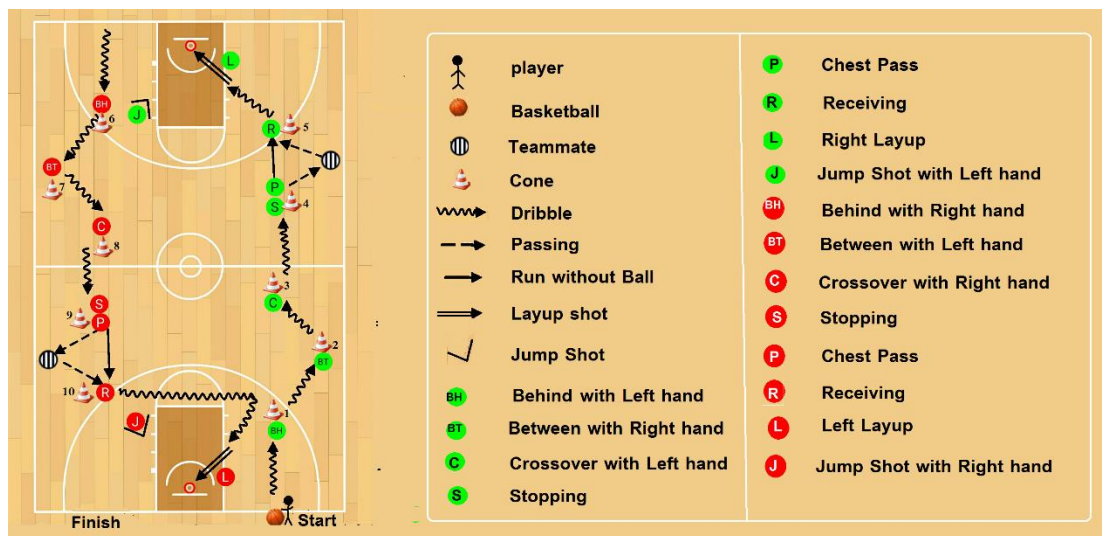 L
BH
J
6
R
5
BT
7
P
S
4
C
8
3
S
9
P
C
2
BT
10
R
J
1
BH
L
Finish
Start
player
Basketball
Teammate
Cone
Dribble
Passing
Run without Ball
Layup shot
Jump Shot
BH Behind with Left hand
BT Between with Right hand
C Crossover with Left hand
S Stopping
P Chest Pass
R Receiving
L Right Layup
J Jump Shot with Left hand
BH Behind with Right hand
BT Between with Left hand
C Crossover with Right hand
S Stopping
P Chest Pass
R Receiving
L Left Layup
J Jump Shot with Right hand